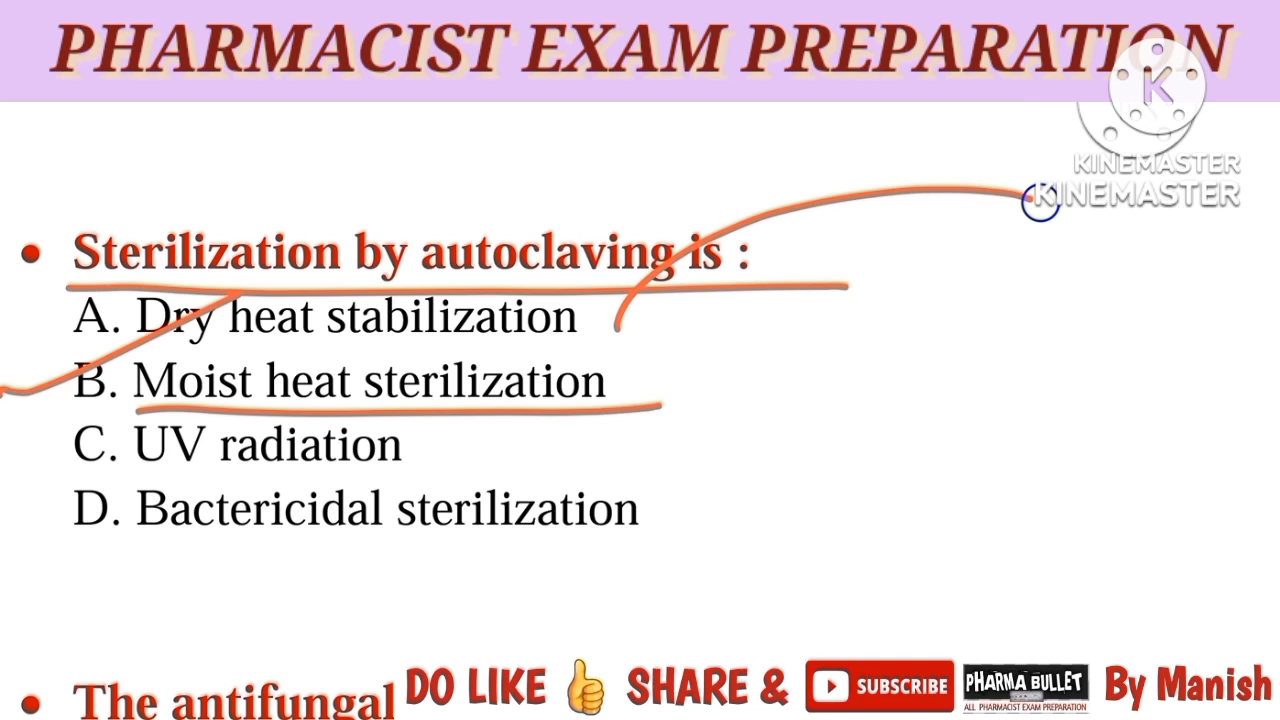 PHARMACIST EXAM PREPARATION
K
KINEMASTER
KINEMASTER
• Sterilization by autoclaving is :
A. Dry heat stabilization
B. Moist heat sterilization
C. UV radiation
D. Bactericidal sterilization
• The antifungal
DO LIKE 👍 SHARE & SUBSCRIBE PHARMA BULLET By Manish
ALL PHARMACIST EXAM PREPARATION